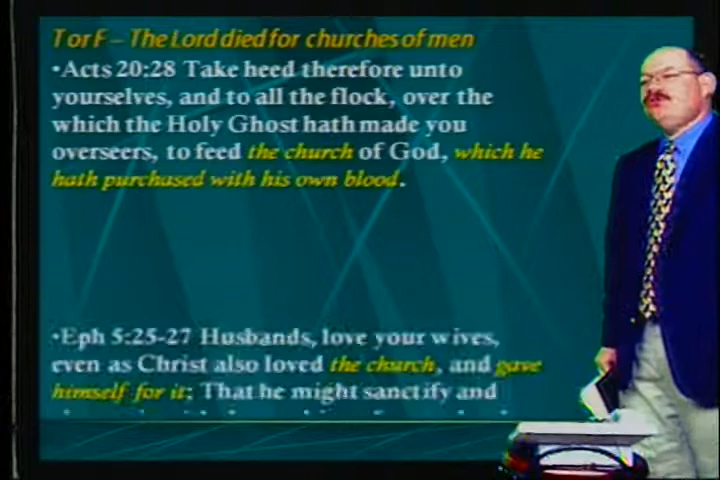 T or F – The Lord died for churches of men
•Acts 20:28 Take heed therefore unto
yourselves, and to all the flock, over the
which the Holy Ghost hath made you
overseers, to feed the church of God, which he
hath purchased with his own blood.
•Eph 5:25-27 Husbands, love your wives,
even as Christ also loved the church, and gave
himself for it: That he might sanctify and